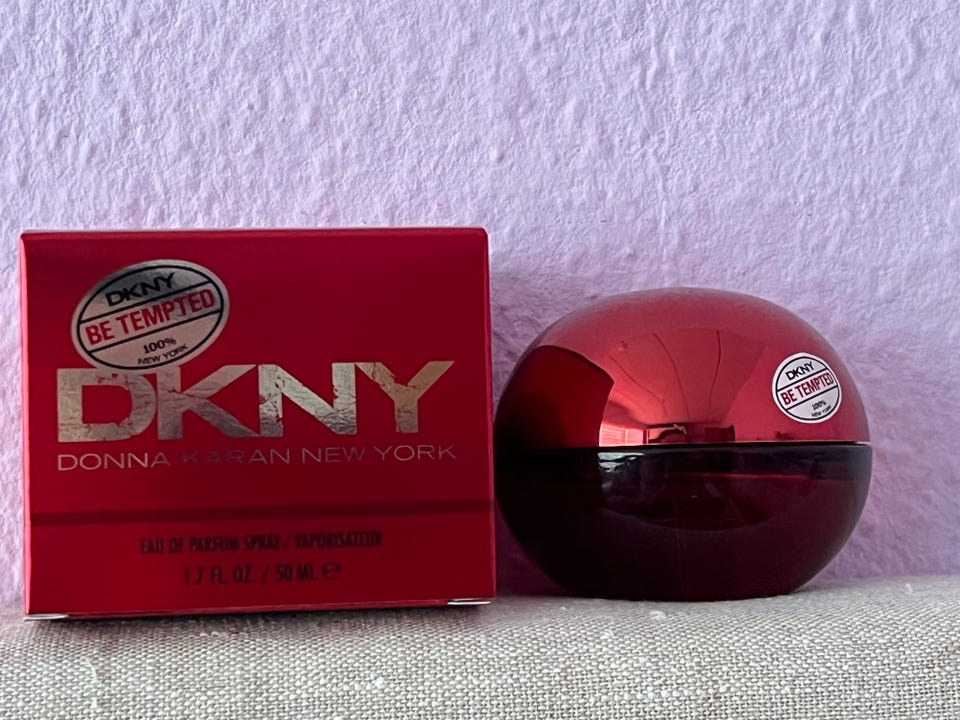 DKNY
BE TEMPTED
100%
NEW YORK
DKNY
DONNA KARAN NEW YORK
EAU DE PARFUM SPRAY / VAPORISATEUR
1.7 FL. OZ. / 50 ML ℮
DKNY
BE TEMPTED
100%
NEW YORK